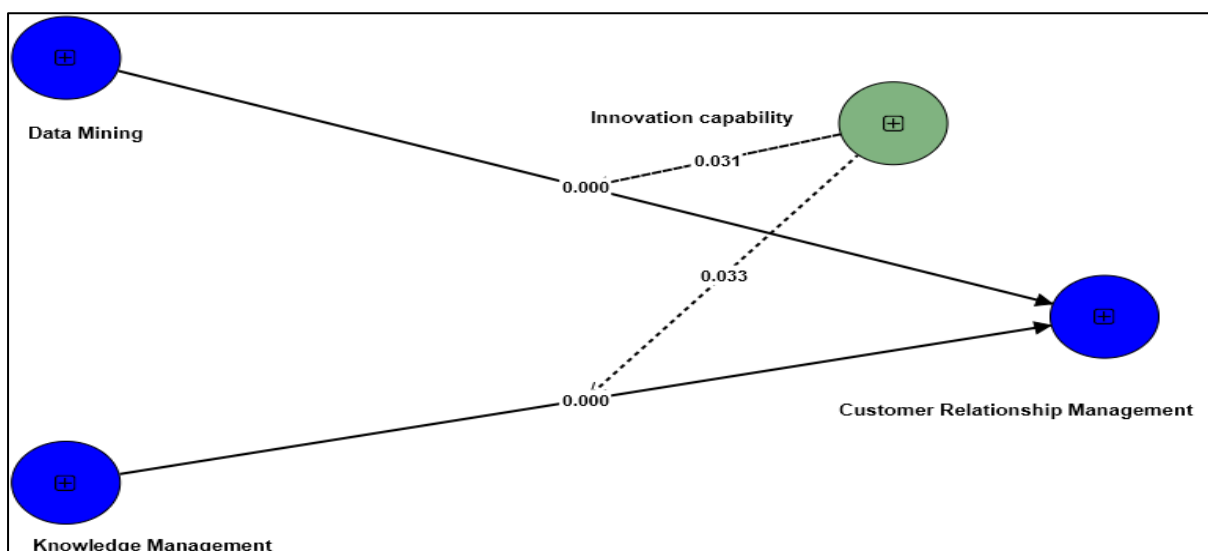 Data Mining
Innovation capability
0.031
0.000
0.033
0.000
Customer Relationship Management
Knowledge Management